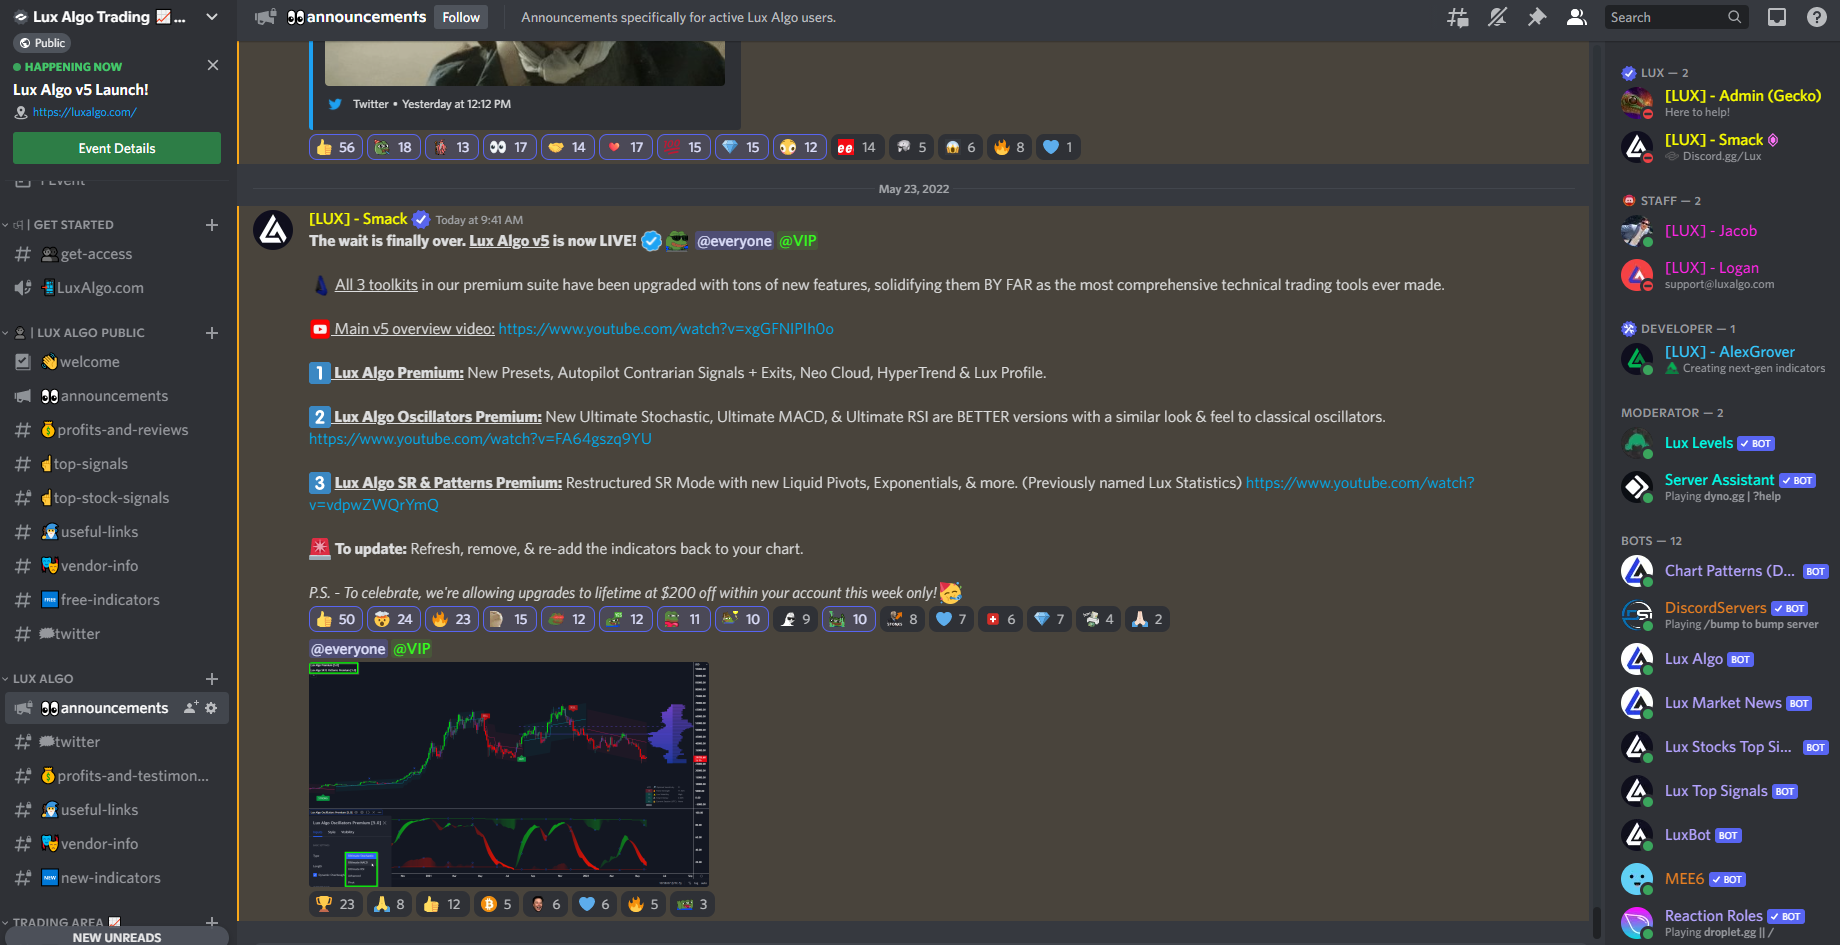 Lux Algo Trading 📈...
Public
HAPPENING NOW
Lux Algo v5 Launch!
https://luxalgo.com/
Event Details
1 Event
| GET STARTED
get-access
LuxAlgo.com
| LUX ALGO PUBLIC
welcome
announcements
profits-and-reviews
top-signals
top-stock-signals
useful-links
vendor-info
free-indicators
twitter
LUX ALGO
announcements
twitter
profits-and-testimon...
useful-links
vendor-info
new-indicators
TRADING AREA
NEW UNREADS
announcements
Follow
Announcements specifically for active Lux Algo users.
Search
Twitter • Yesterday at 12:12 PM
56 18 13 17 14 17 15 15 12 14 5 6 8 1
May 23, 2022
[LUX] - Smack Today at 9:41 AM
The wait is finally over. Lux Algo v5 is now LIVE! @everyone @VIP
All 3 toolkits in our premium suite have been upgraded with tons of new features, solidifying them BY FAR as the most comprehensive technical trading tools ever made.
Main v5 overview video: https://www.youtube.com/watch?v=xgGFNIPIh0o
1 Lux Algo Premium: New Presets, Autopilot Contrarian Signals + Exits, Neo Cloud, HyperTrend & Lux Profile.
2 Lux Algo Oscillators Premium: New Ultimate Stochastic, Ultimate MACD, & Ultimate RSI are BETTER versions with a similar look & feel to classical oscillators.
https://www.youtube.com/watch?v=FA64gszq9YU
3 Lux Algo SR & Patterns Premium: Restructured SR Mode with new Liquid Pivots, Exponentials, & more. (Previously named Lux Statistics) https://www.youtube.com/watch?
v=vdpwZWQrYmQ
To update: Refresh, remove, & re-add the indicators back to your chart.
P.S. - To celebrate, we're allowing upgrades to lifetime at $200 off within your account this week only!
50 24 23 15 12 12 11 10 9 10 8 7 6 7 4 2
@everyone @VIP
Lux Algo Oscillators Premium [5.0]
23 8 12 5 6 6 5 3
LUX — 2
[LUX] - Admin (Gecko)
Here to help!
[LUX] - Smack
Discord.gg/Lux
STAFF — 2
[LUX] - Jacob
[LUX] - Logan
support@luxalgo.com
DEVELOPER — 1
[LUX] - AlexGrover
Creating next-gen indicators
MODERATOR — 2
Lux Levels BOT
Server Assistant BOT
Playing dyno.gg | ?help
BOTS — 12
Chart Patterns (D... BOT
DiscordServers BOT
Playing /bump to bump server
Lux Algo BOT
Lux Market News BOT
Lux Stocks Top Si... BOT
Lux Top Signals BOT
LuxBot BOT
MEE6 BOT
Reaction Roles BOT
Playing droplet.gg || /